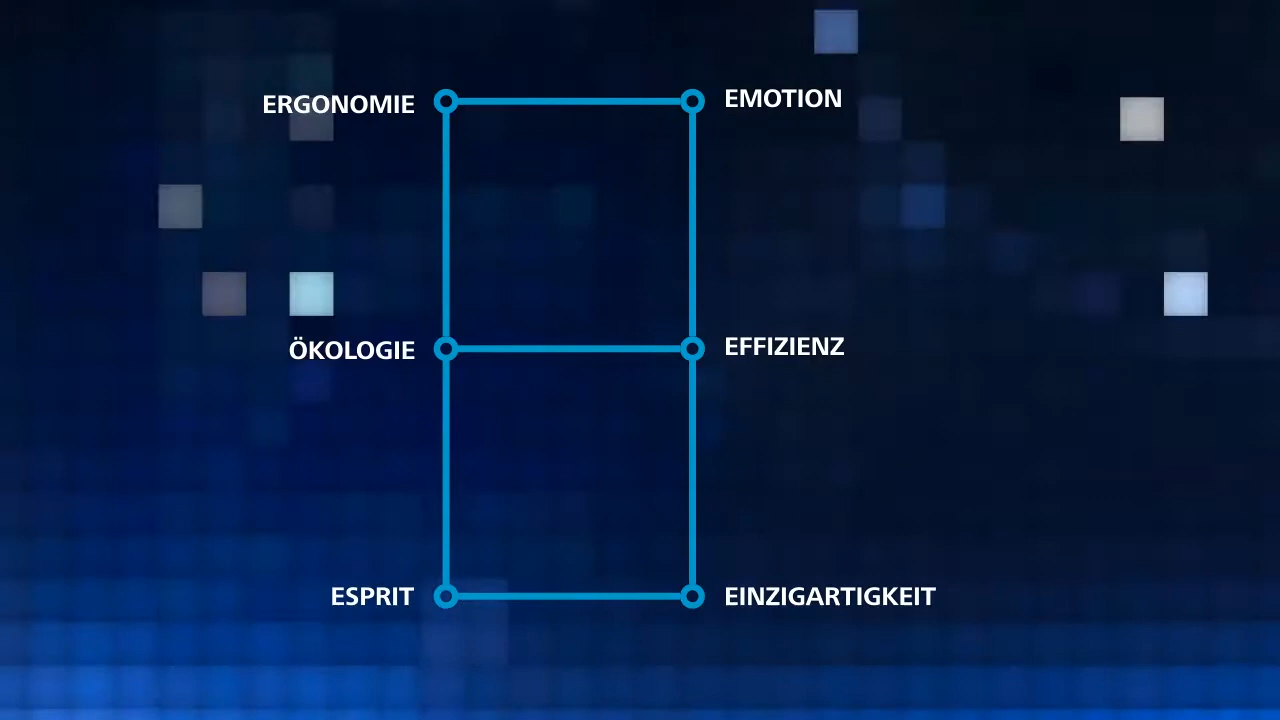 ERGONOMIE
EMOTION
ÖKOLOGIE
EFFIZIENZ
ESPRIT
EINZIGARTIGKEIT